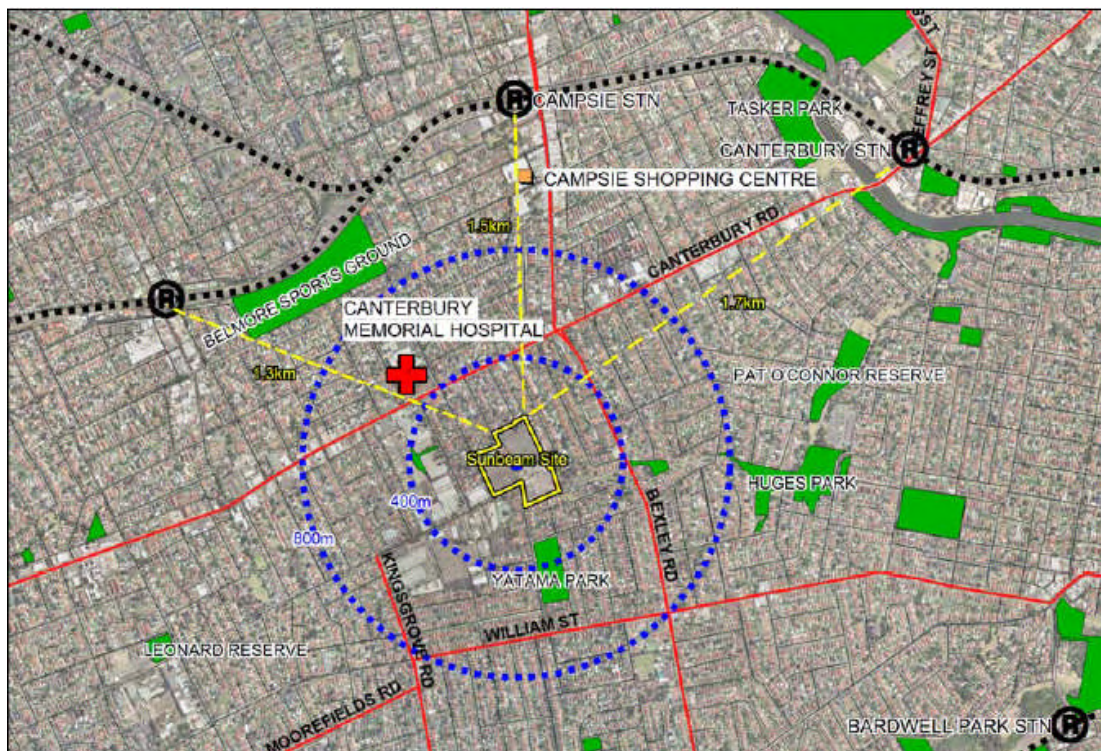 GST
JEFFREY ST
R CAMPSIE STN
TASKER PARK
CANTERBURY STN R
CAMPSIE SHOPPING CENTRE
1.5km
CANTERBURY RD
BELMORE SPORTS GROUND
R
1.7km
CANTERBURY
MEMORIAL HOSPITAL
1.3km
PAT O'CONNOR RESERVE
Sunbeam Site
HUGES PARK
400m
800m
BEXLEY RD
KINGSGROVE RD
YATAMA PARK
WILLIAM ST
LEONARD RESERVE
MOOREFIELDS RD
BARDWELL PARK STN R